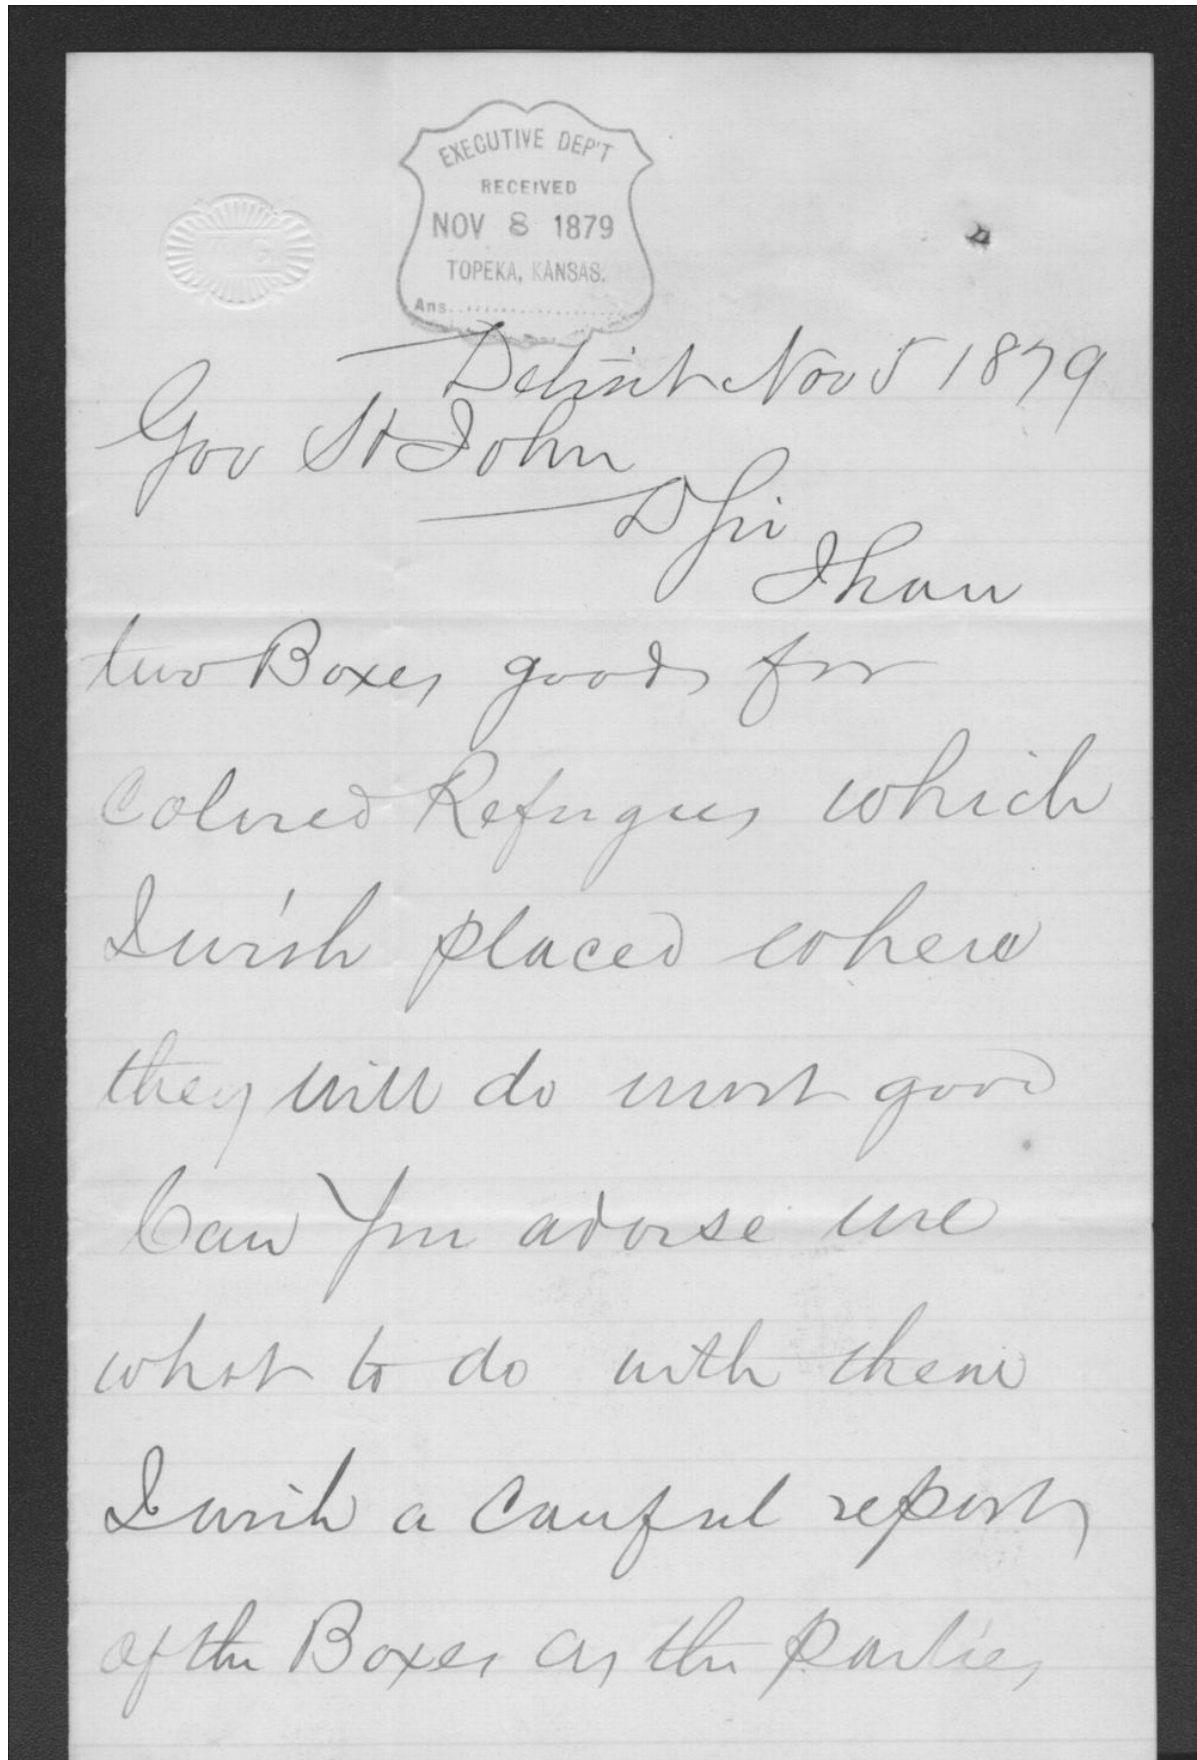 EXECUTIVE DEP'T
RECEIVED
NOV 8 1879
TOPEKA, KANSAS.
Ans.
Detroit Nov 5 1879
Gov St John
D Sir
I have
two Boxes goods for
Colored Refugees which
I wish placed where
they will do most good
Can You advise me
what to do with them
I wish a careful report
of the Boxes as the parties